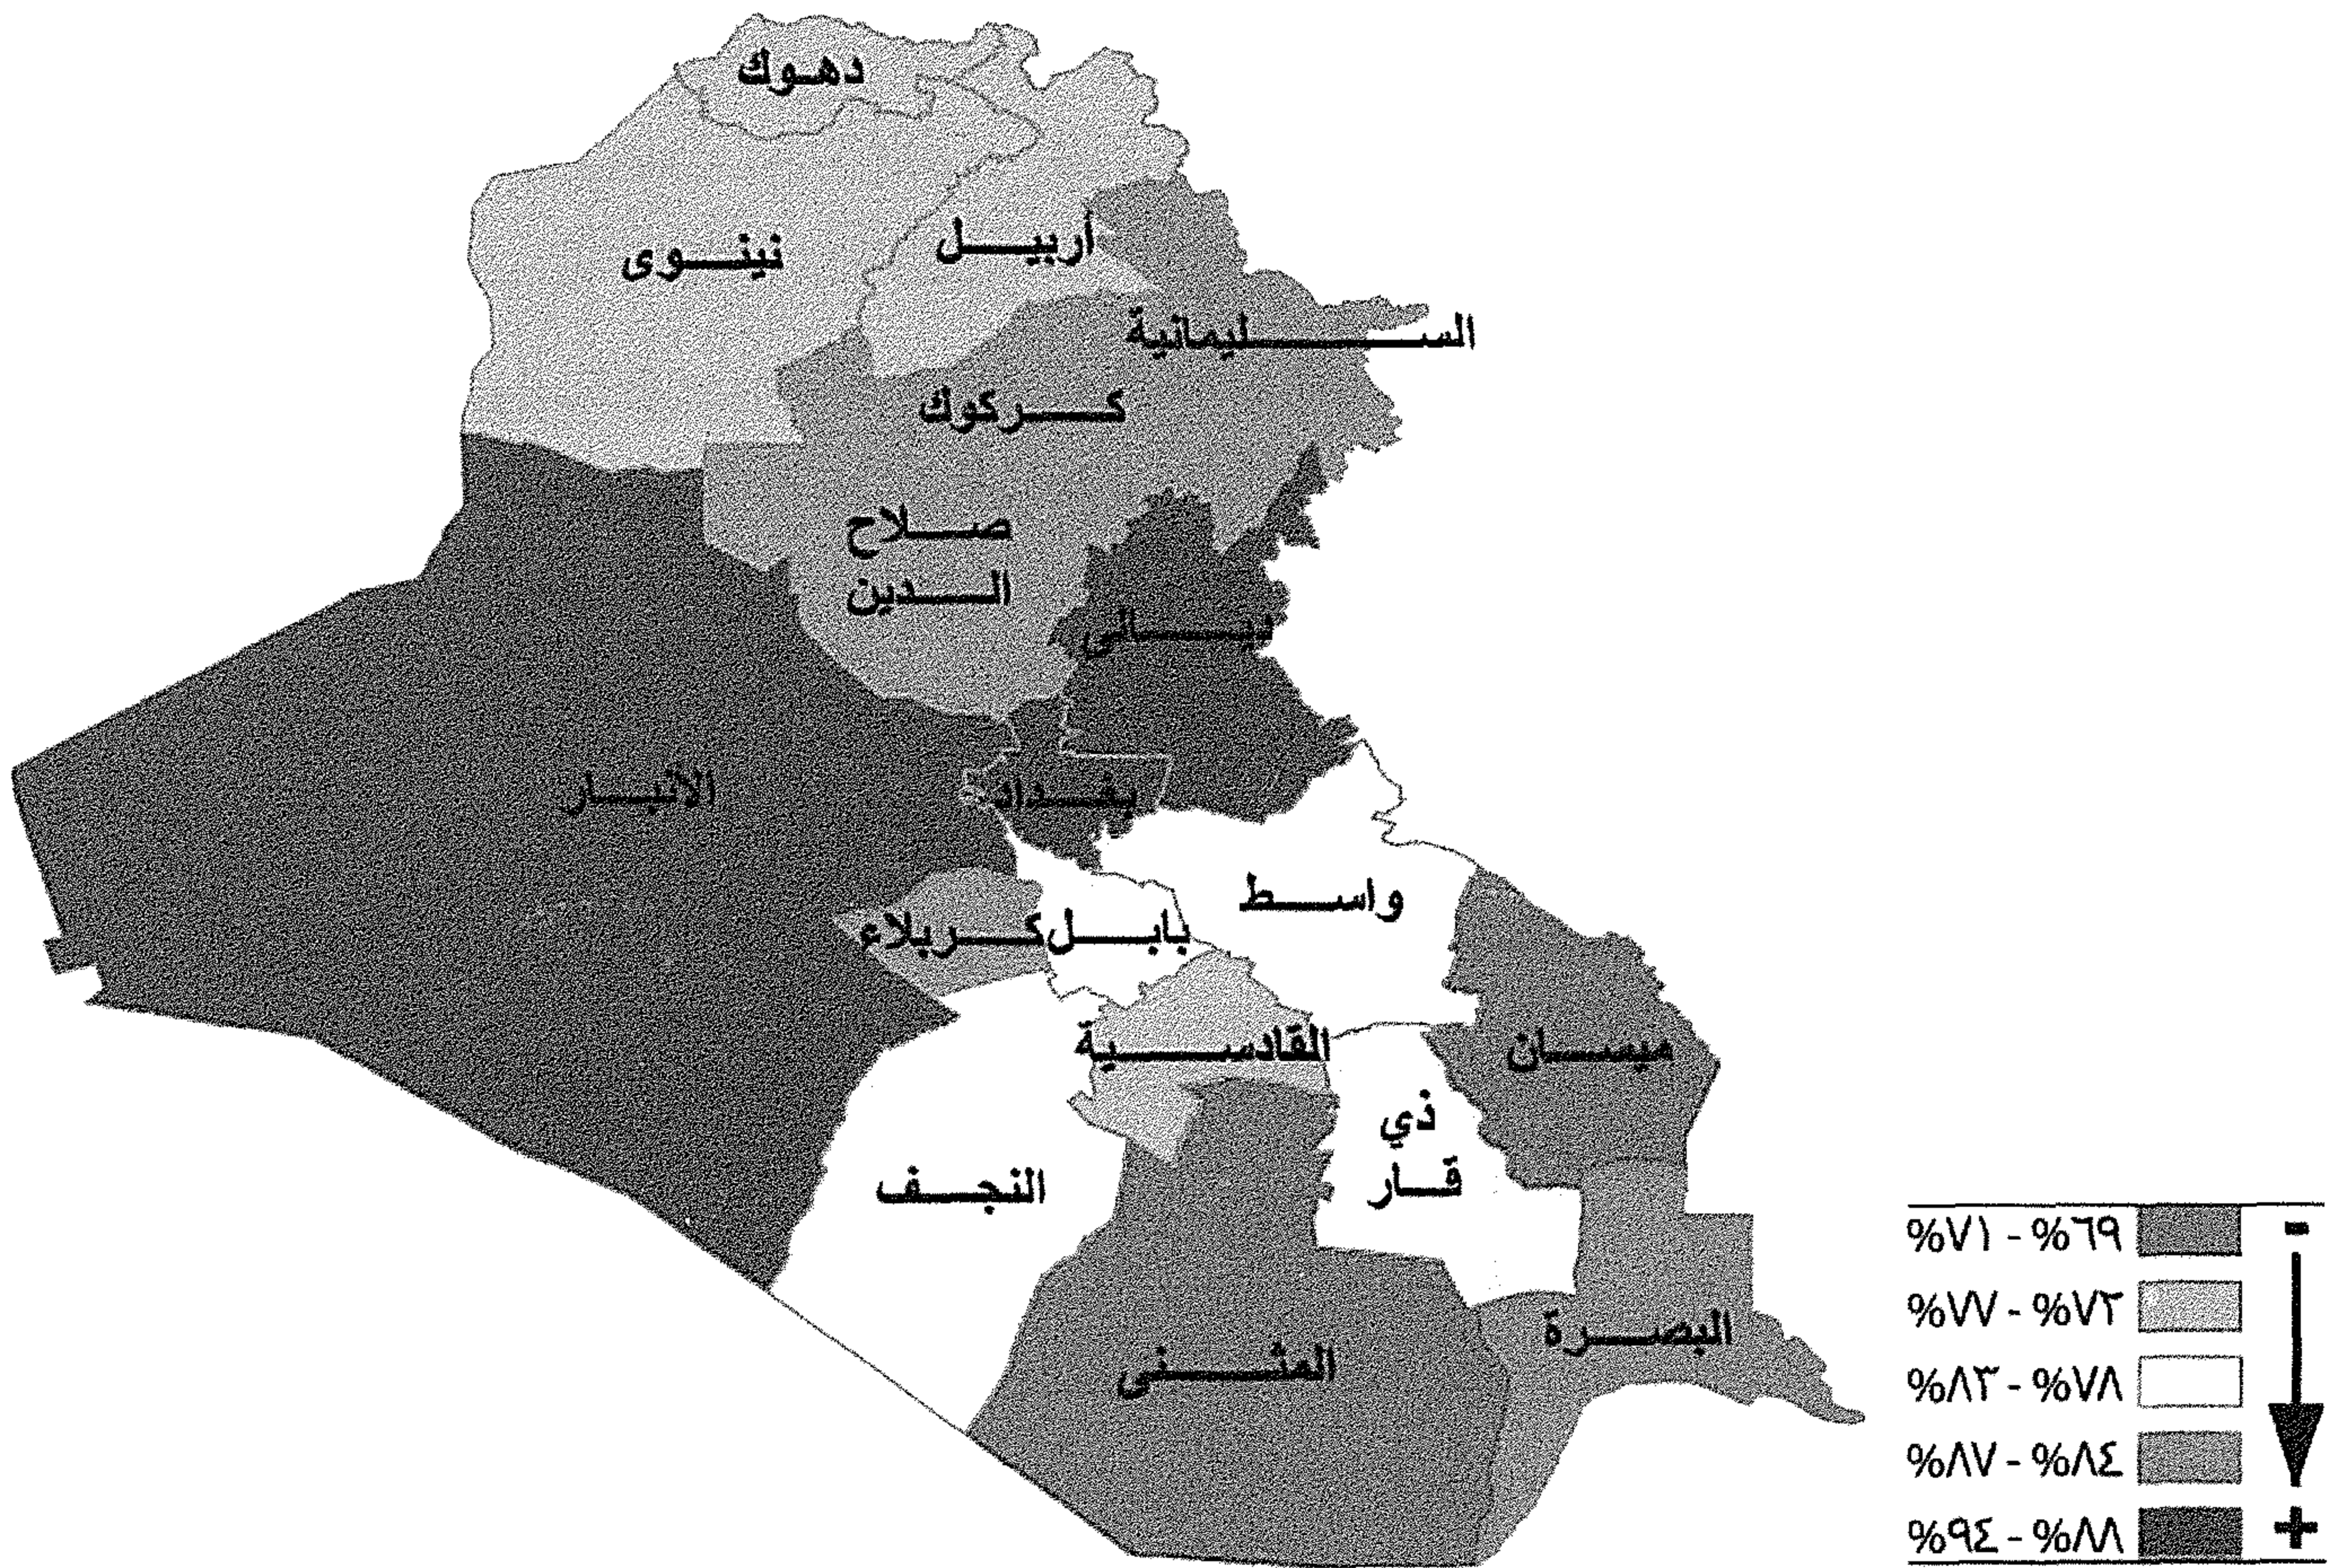 دهوك
نينوى
أربيل
السليمانية
كركوك
صلاح
الدين
ديالى
الانبار
بغداد
واسط
بابل
كربلاء
القادسية
ميسان
ذي
قار
النجف
المثنى
البصرة
-
%٦٩ - %٧١
%٧٢ - %٧٧
%٧٨ - %٨٣
%٨٤ - %٨٧
%٨٨ - %٩٤
+